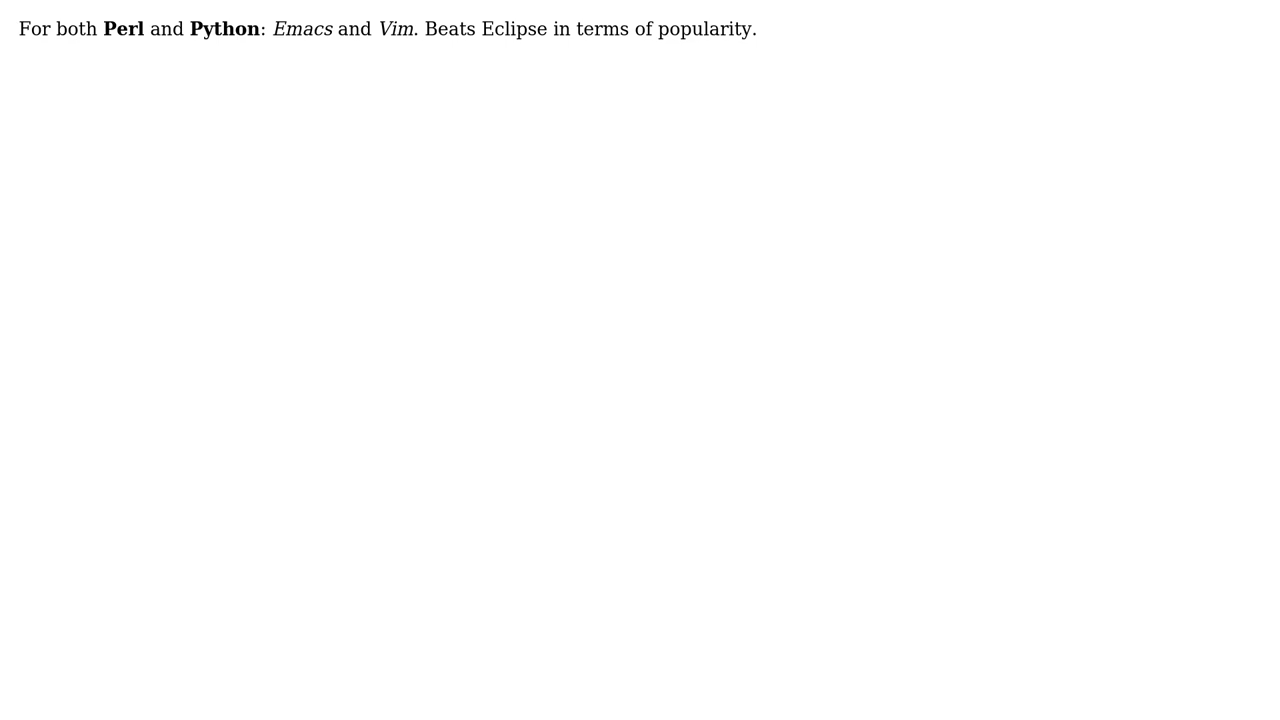 For both Perl and Python: Emacs and Vim. Beats Eclipse in terms of popularity.